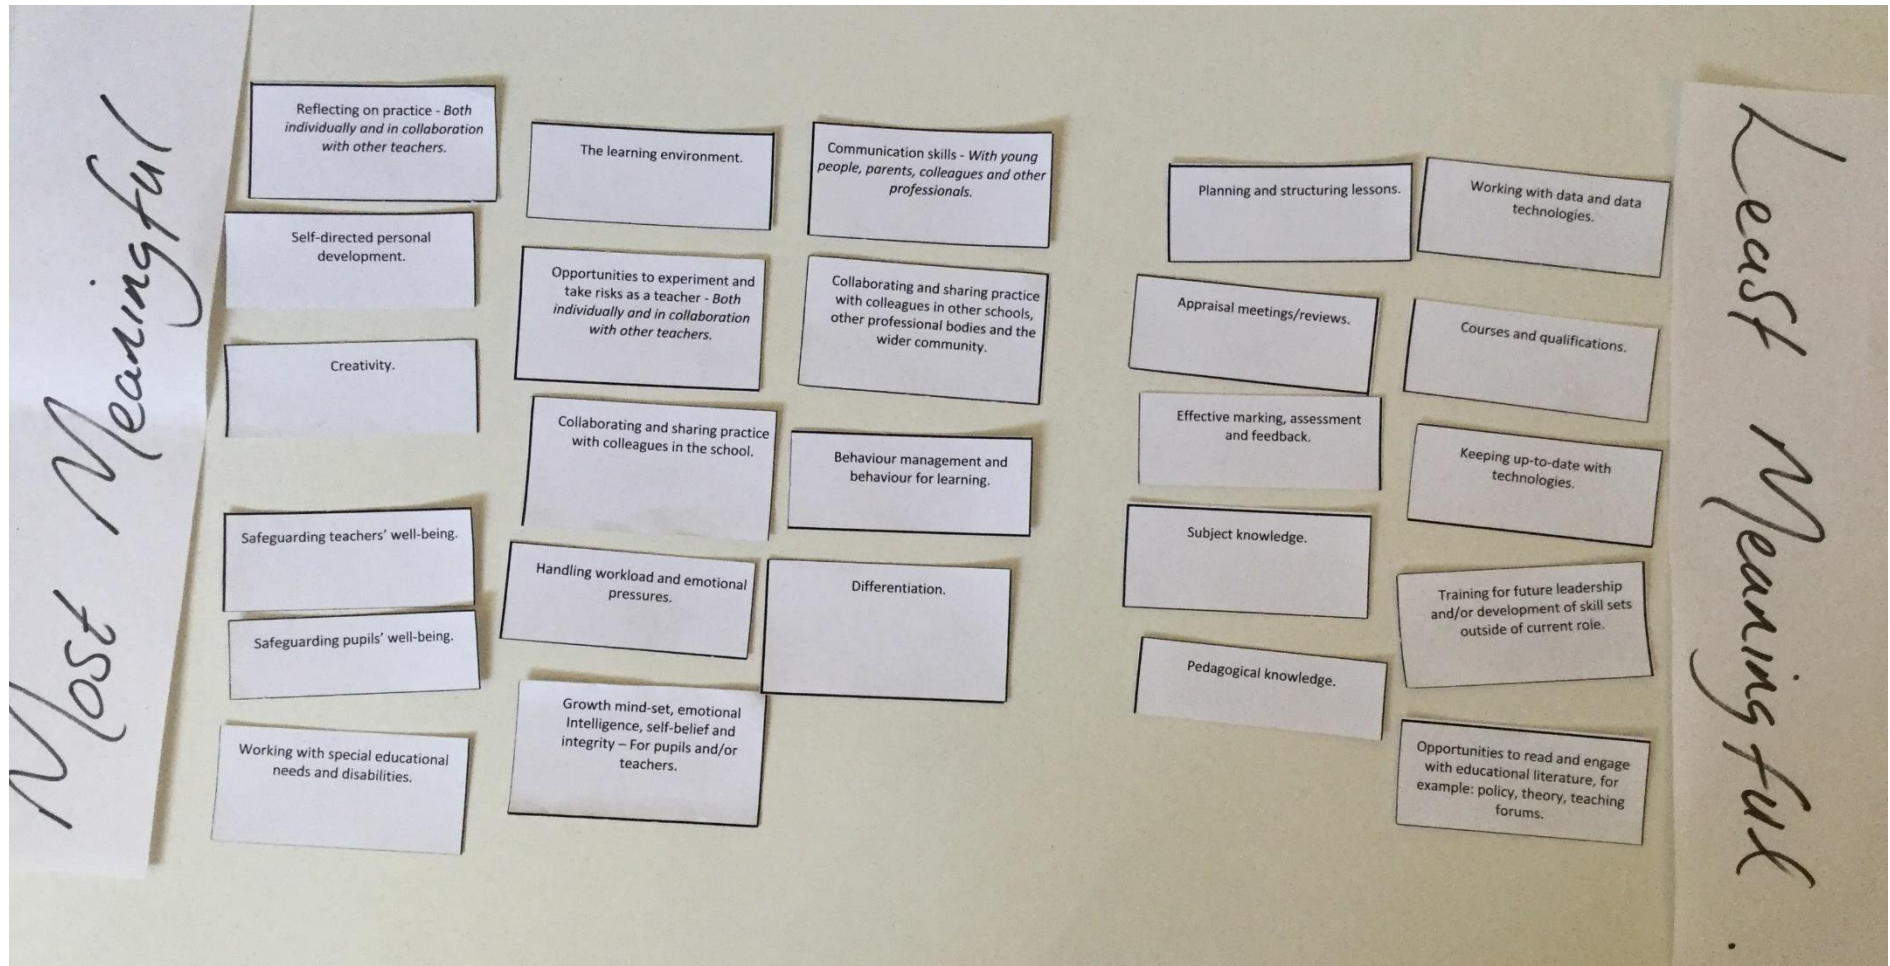 Most Meaningful
Reflecting on practice - Both
individually and in collaboration
with other teachers.
Self-directed personal
development.
Creativity.
Safeguarding teachers' well-being.
Safeguarding pupils' well-being.
Working with special educational
needs and disabilities.
The learning environment.
Opportunities to experiment and
take risks as a teacher - Both
individually and in collaboration
with other teachers.
Collaborating and sharing practice
with colleagues in the school.
Handling workload and emotional
pressures.
Growth mind-set, emotional
Intelligence, self-belief and
integrity – For pupils and/or
teachers.
Communication skills - With young
people, parents, colleagues and other
professionals.
Collaborating and sharing practice
with colleagues in other schools,
other professional bodies and the
wider community.
Behaviour management and
behaviour for learning.
Differentiation.
Planning and structuring lessons.
Appraisal meetings/reviews.
Effective marking, assessment
and feedback.
Subject knowledge.
Pedagogical knowledge.
Working with data and data
technologies.
Courses and qualifications.
Keeping up-to-date with
technologies.
Training for future leadership
and/or development of skill sets
outside of current role.
Opportunities to read and engage
with educational literature, for
example: policy, theory, teaching
forums.
Least Meaningful.